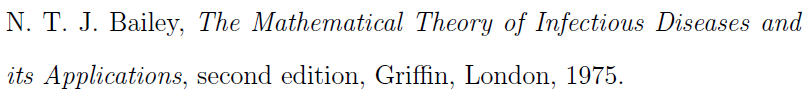 N. T. J. Bailey, The Mathematical Theory of Infectious Diseases and
its Applications, second edition, Griffin, London, 1975.